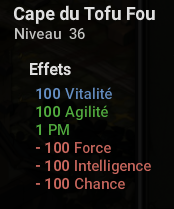 Cape du Tofu Fou
Niveau 36
Effets
100 Vitalité
100 Agilité
1 PM
- 100 Force
- 100 Intelligence
- 100 Chance